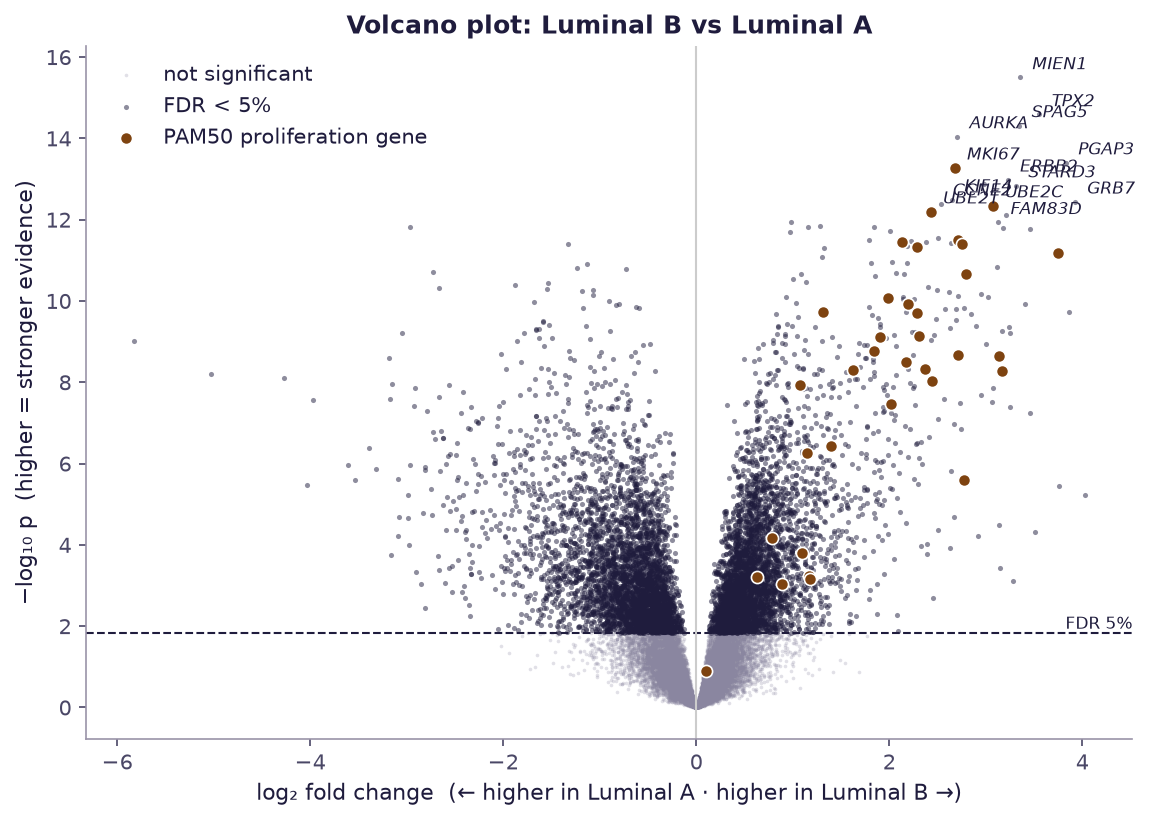 Volcano plot: Luminal B vs Luminal A
not significant
FDR < 5%
PAM50 proliferation gene
MIEN1
TPX2
SPAG5
AURKA
PGAP3
MKI67
ERBB2
STARD3
KIF14
GRB7
UBE2C
FAM83D
FDR 5%
16
14
12
10
8
6
4
2
0
−log₁₀ p (higher = stronger evidence)
−6
−4
−2
0
2
4
log₂ fold change (← higher in Luminal A · higher in Luminal B →)